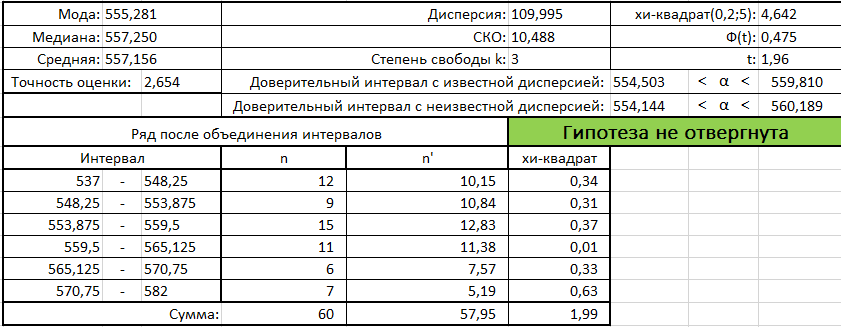 Мода: 555,281 Дисперсия: 109,995 хи-квадрат(0,2;5): 4,642
Медиана: 557,250 СКО: 10,488 Ф(t): 0,475
Средняя: 557,156 Степень свободы k: 3 t: 1,96
Точность оценки: 2,654 Доверительный интервал с известной дисперсией: 554,503 < α < 559,810
Доверительный интервал с неизвестной дисперсией: 554,144 < α < 560,189
Ряд после объединения интервалов Гипотеза не отвергнута
Интервал n n' хи-квадрат
537 - 548,25 12 10,15 0,34
548,25 - 553,875 9 10,84 0,31
553,875 - 559,5 15 12,83 0,37
559,5 - 565,125 11 11,38 0,01
565,125 - 570,75 6 7,57 0,33
570,75 - 582 7 5,19 0,63
Сумма: 60 57,95 1,99